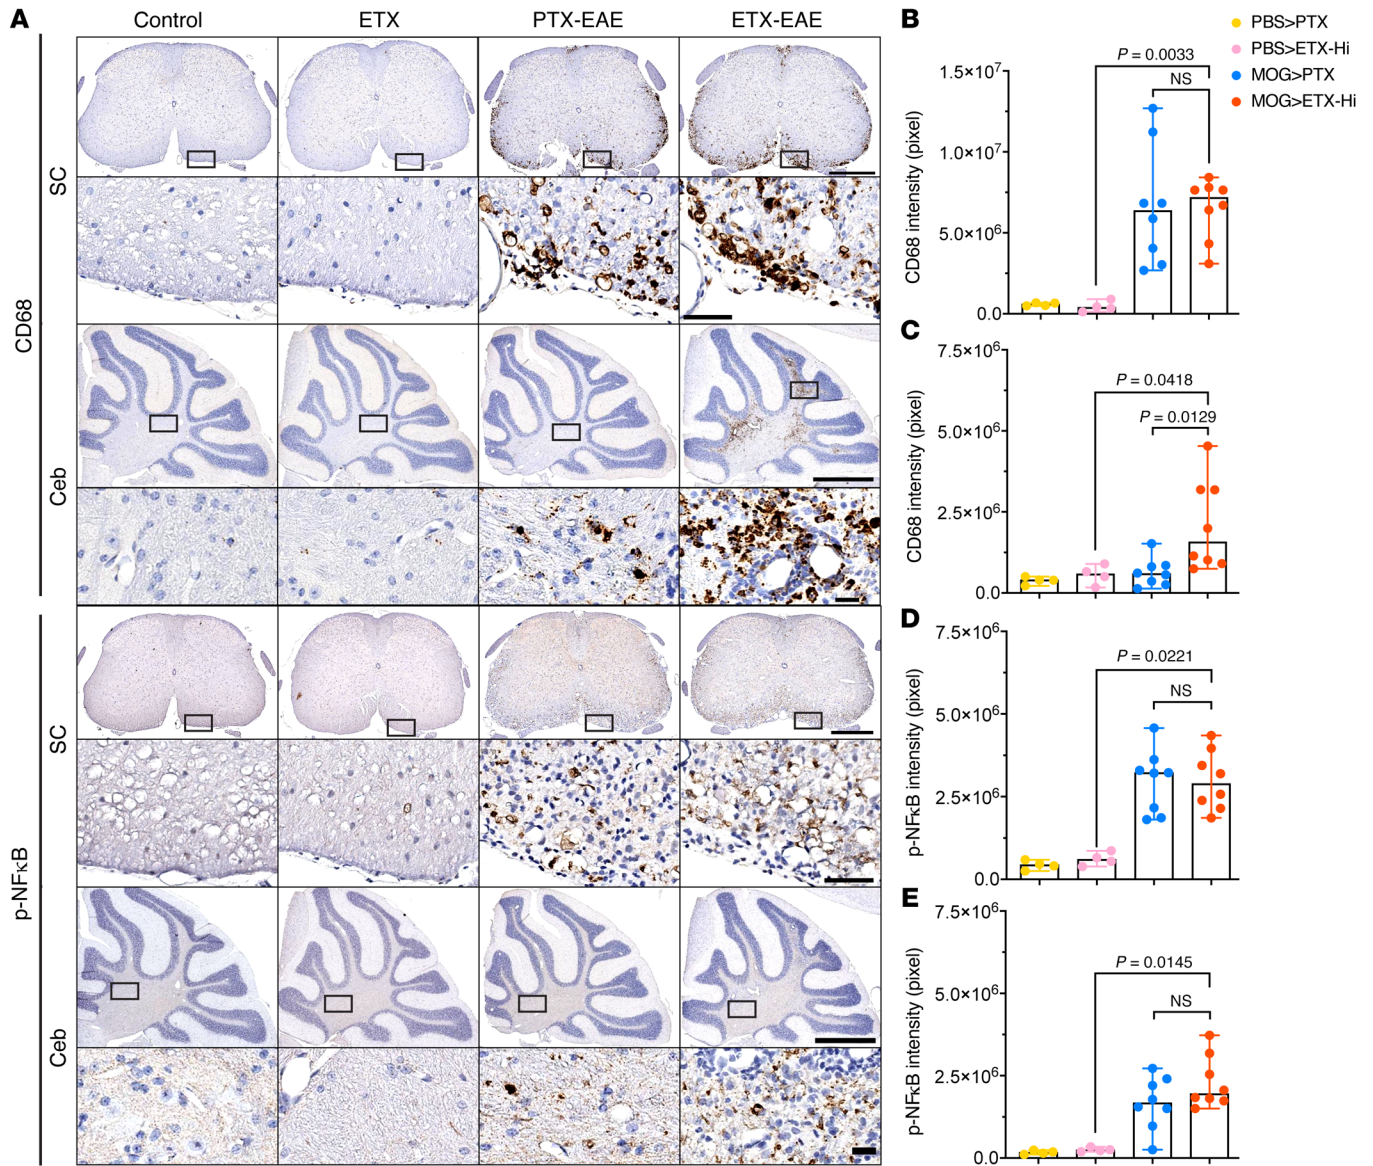 A
Control
ETX
PTX-EAE
ETX-EAE
CD68
SC
Ceb
p-NFκB
SC
Ceb
B
PBS>PTX
PBS>ETX-Hi
MOG>PTX
MOG>ETX-Hi
CD68 intensity (pixel)
1.5×10⁷
1.0×10⁷
5.0×10⁶
0.0
P = 0.0033
NS
C
CD68 intensity (pixel)
7.5×10⁶
5.0×10⁶
2.5×10⁶
0.0
P = 0.0418
P = 0.0129
D
p-NFκB intensity (pixel)
7.5×10⁶
5.0×10⁶
2.5×10⁶
0.0
P = 0.0221
NS
E
p-NFκB intensity (pixel)
7.5×10⁶
5.0×10⁶
2.5×10⁶
0.0
P = 0.0145
NS